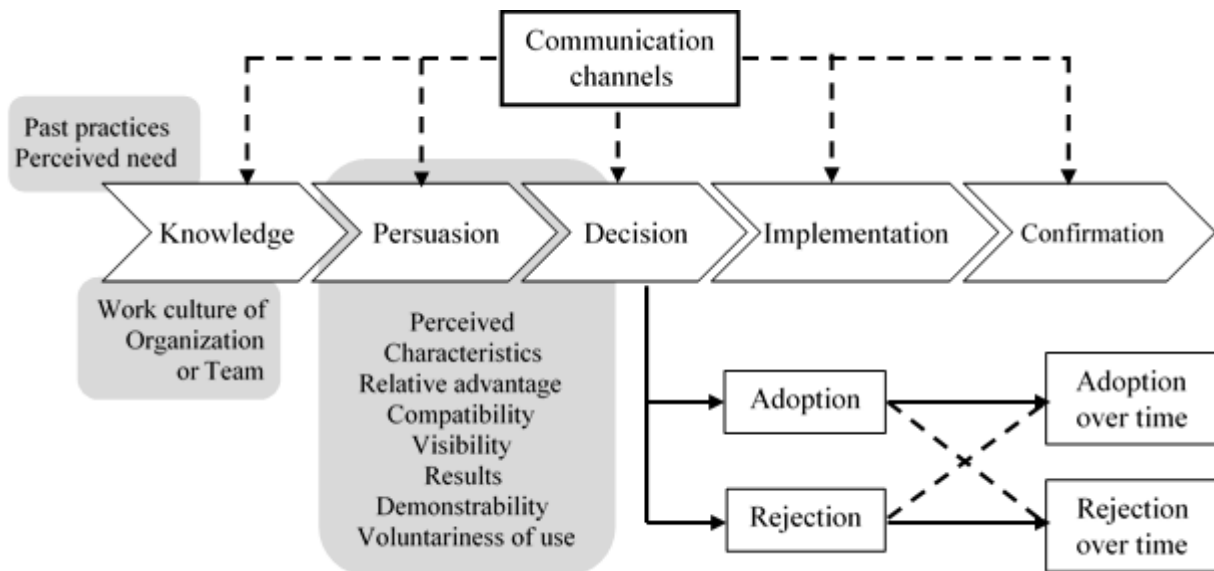 Communication
channels
Past practices
Perceived need
Knowledge
Persuasion
Decision
Implementation
Confirmation
Work culture of
Organization
or Team
Perceived
Characteristics
Relative advantage
Compatibility
Visibility
Results
Demonstrability
Voluntariness of use
Adoption
Adoption
over time
Rejection
Rejection
over time